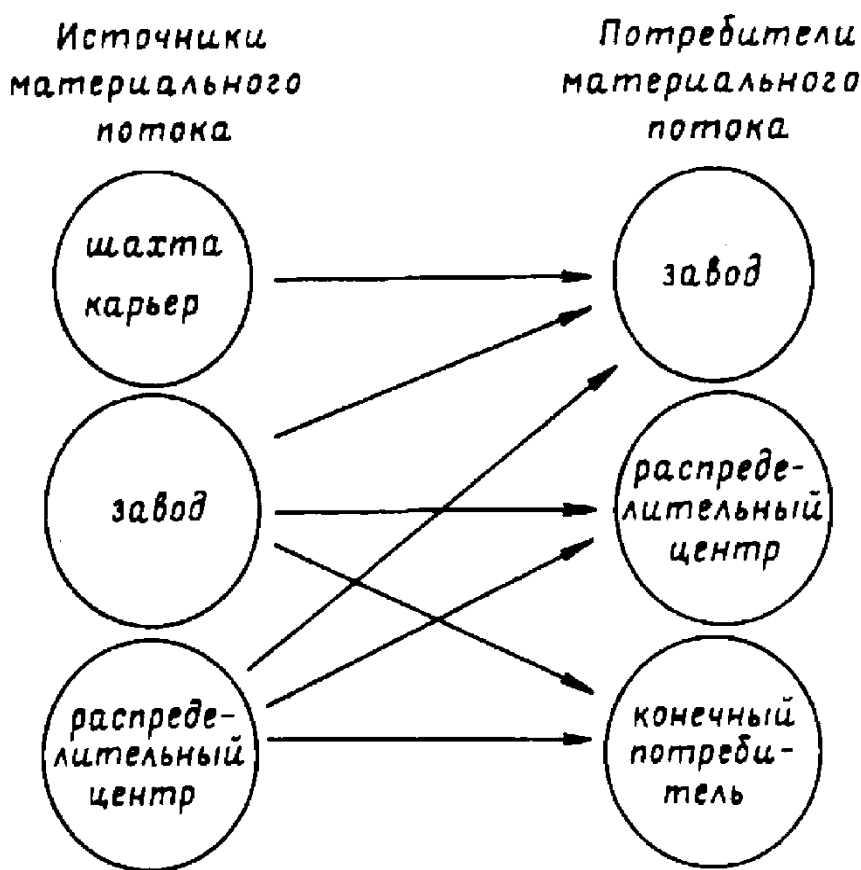 Источники
материального
потока
Потребители
материального
потока
шахта
карьер
завод
завод
распреде-
лительный
центр
распреде-
лительный
центр
конечный
потреби-
тель